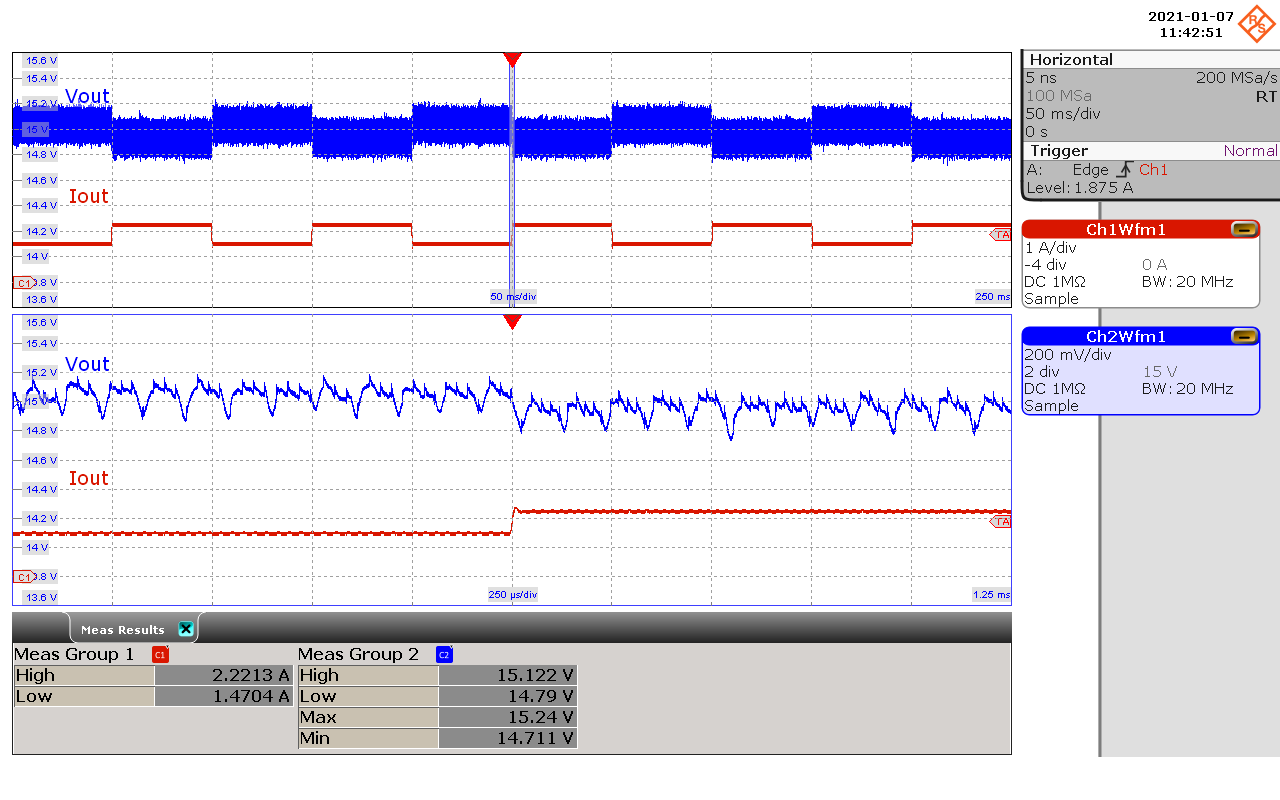 2021-01-07
11:42:51
R&S
Horizontal
5 ns 200 MSa/s
100 MSa RT
50 ms/div
0 s
Trigger Normal
A: Edge Ch1
Level: 1.875 A
Ch1Wfm1
1 A/div
-4 div 0 A
DC 1MΩ BW: 20 MHz
Sample
Ch2Wfm1
200 mV/div
2 div 15 V
DC 1MΩ BW: 20 MHz
Sample
15.6 V
15.4 V
15.2 V
Vout
15 V
14.8 V
14.6 V
Iout
14.4 V
14.2 V
TA
14 V
C1 3.8 V
13.6 V
50 ms/div
250 ms
15.6 V
15.4 V
15.2 V
Vout
15 V
14.8 V
14.6 V
Iout
14.4 V
14.2 V
TA
14 V
C1 3.8 V
13.6 V
250 µs/div
1.25 ms
Meas Results
Meas Group 1 C1
High 2.2213 A
Low 1.4704 A
Meas Group 2 C2
High 15.122 V
Low 14.79 V
Max 15.24 V
Min 14.711 V